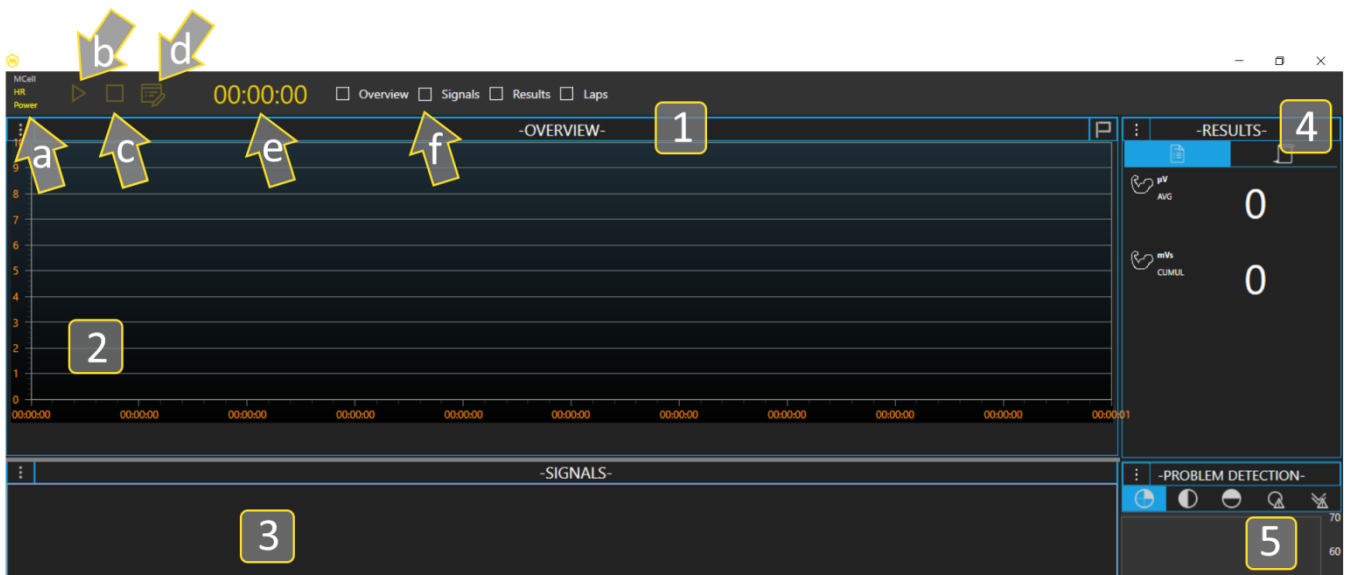 b d
MCell
HR
Power
00:00:00 Overview Signals Results Laps
a c e f 1 4
-OVERVIEW- -RESULTS-
10
9
8
7
6
5
4
3
2
1
0
2
00:00:00 00:00:00 00:00:00 00:00:00 00:00:00 00:00:00 00:00:00 00:00:00 00:00:00 00:00:00 00:00:01
µV
AVG
0
mVs
CUMUL
0
-SIGNALS-
3
-PROBLEM DETECTION-
70
60
5